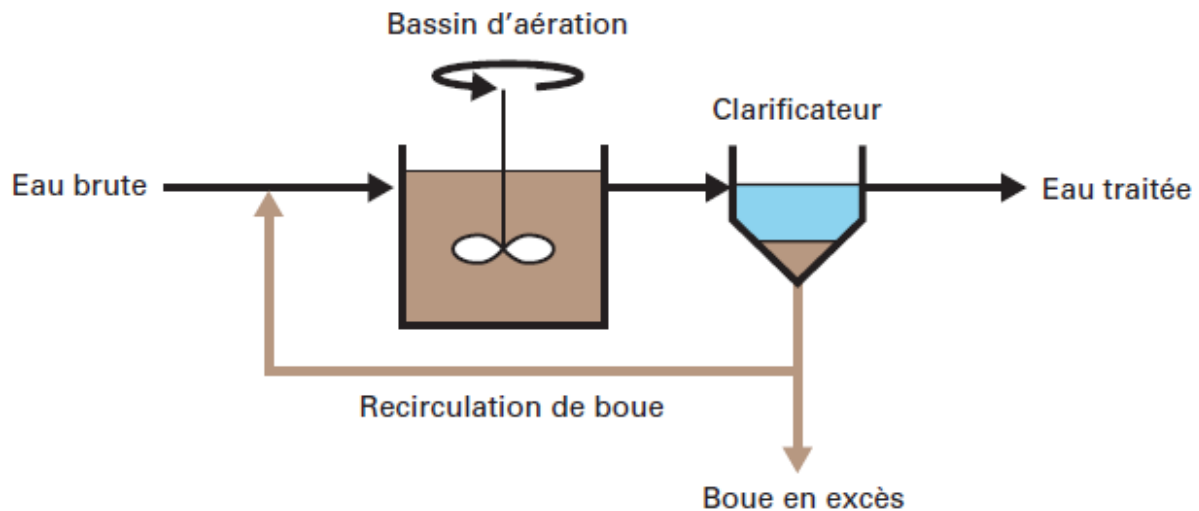 Bassin d'aération
Clarificateur
Eau brute
Eau traitée
Recirculation de boue
Boue en excès